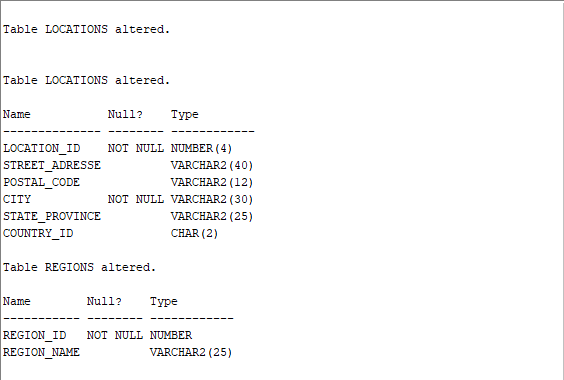 Table LOCATIONS altered.
Table LOCATIONS altered.
Name           Null?    Type
-------------- -------- ------------
LOCATION_ID    NOT NULL NUMBER(4)
STREET_ADRESSE          VARCHAR2(40)
POSTAL_CODE             VARCHAR2(12)
CITY           NOT NULL VARCHAR2(30)
STATE_PROVINCE          VARCHAR2(25)
COUNTRY_ID              CHAR(2)
Table REGIONS altered.
Name        Null?    Type
----------- -------- ------------
REGION_ID   NOT NULL NUMBER
REGION_NAME          VARCHAR2(25)